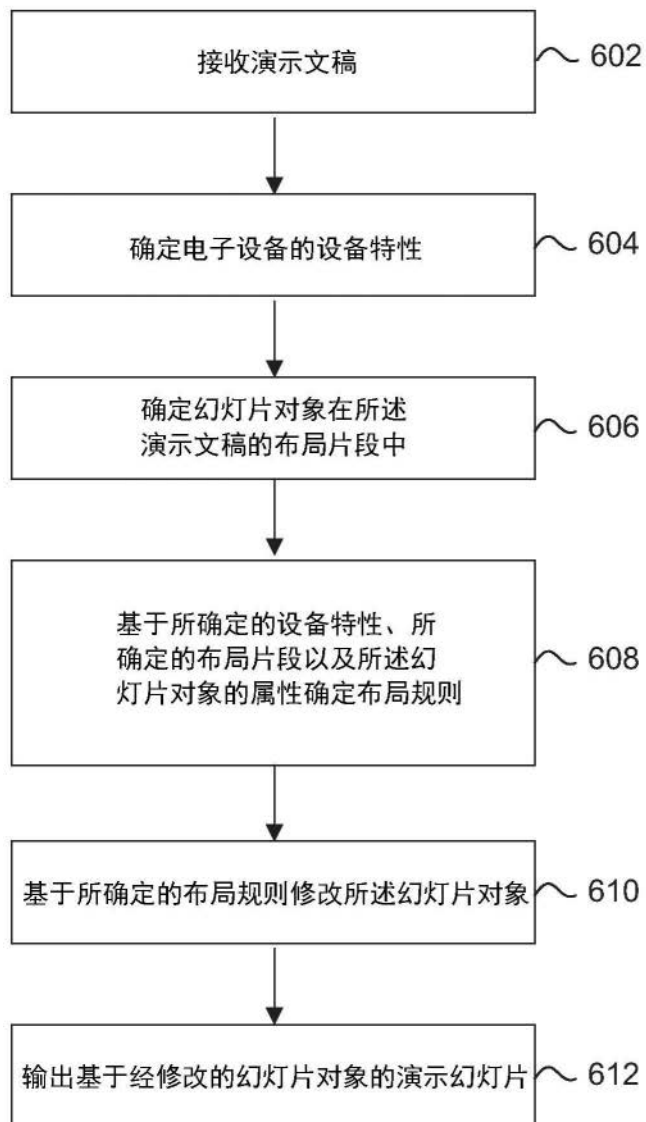 接收演示文稿
602
确定电子设备的设备特性
604
确定幻灯片对象在所述
演示文稿的布局片段中
606
基于所确定的设备特性、所
确定的布局片段以及所述幻
灯片对象的属性确定布局规则
608
基于所确定的布局规则修改所述幻灯片对象
610
输出基于经修改的幻灯片对象的演示幻灯片
612